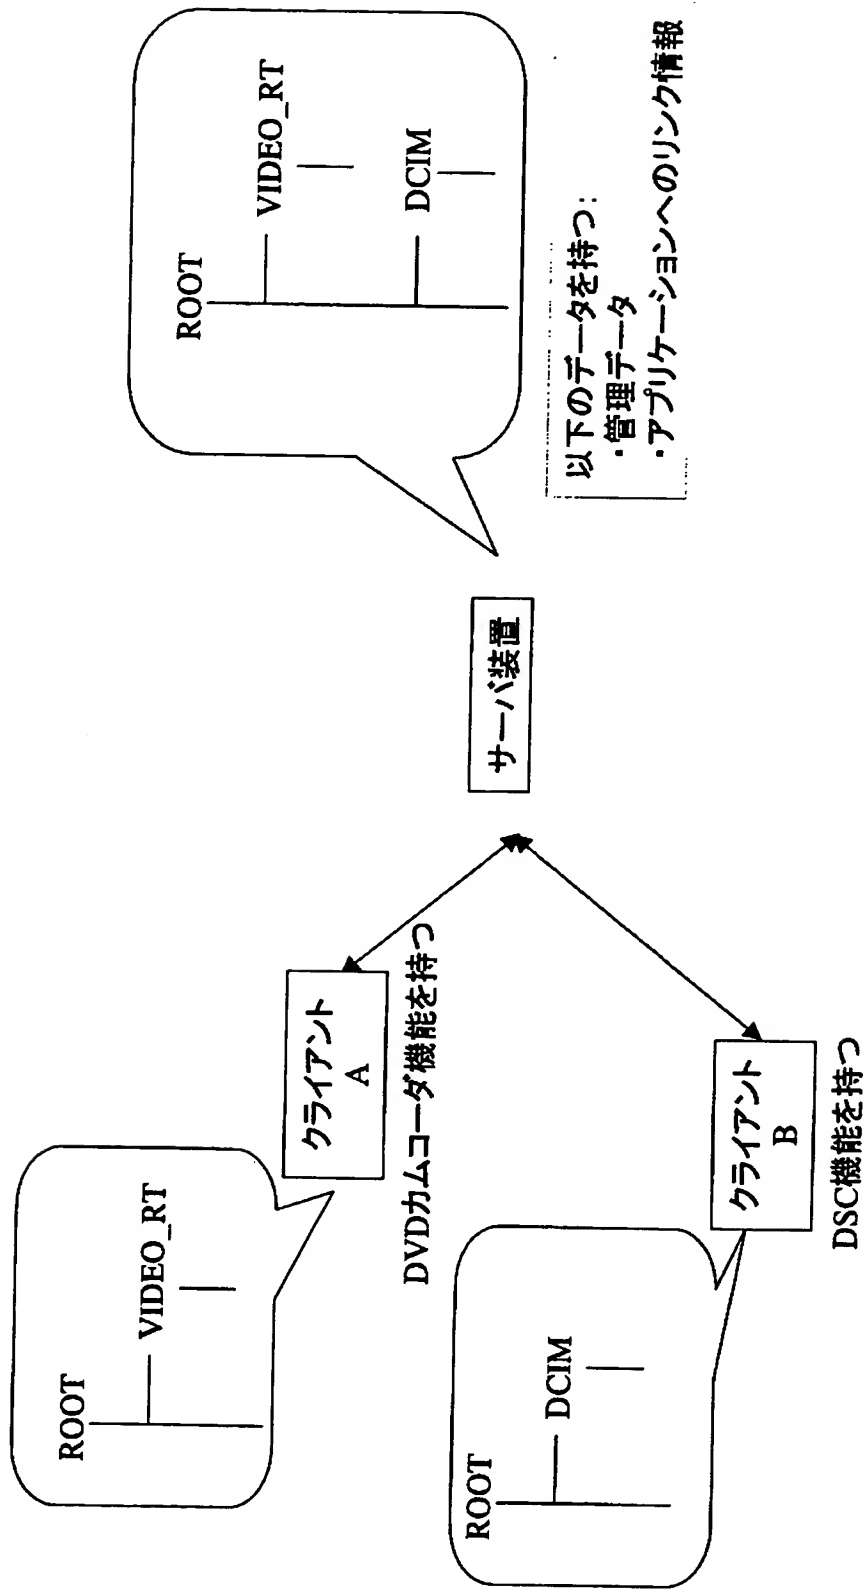 ROOT
VIDEO_RT
クライアント
A
DVDカムコーダ機能を持つ
ROOT
DCIM
クライアント
B
DSC機能を持つ
サーバ装置
ROOT
VIDEO_RT
DCIM
以下のデータを持つ:
・管理データ
・アプリケーションへのリンク情報